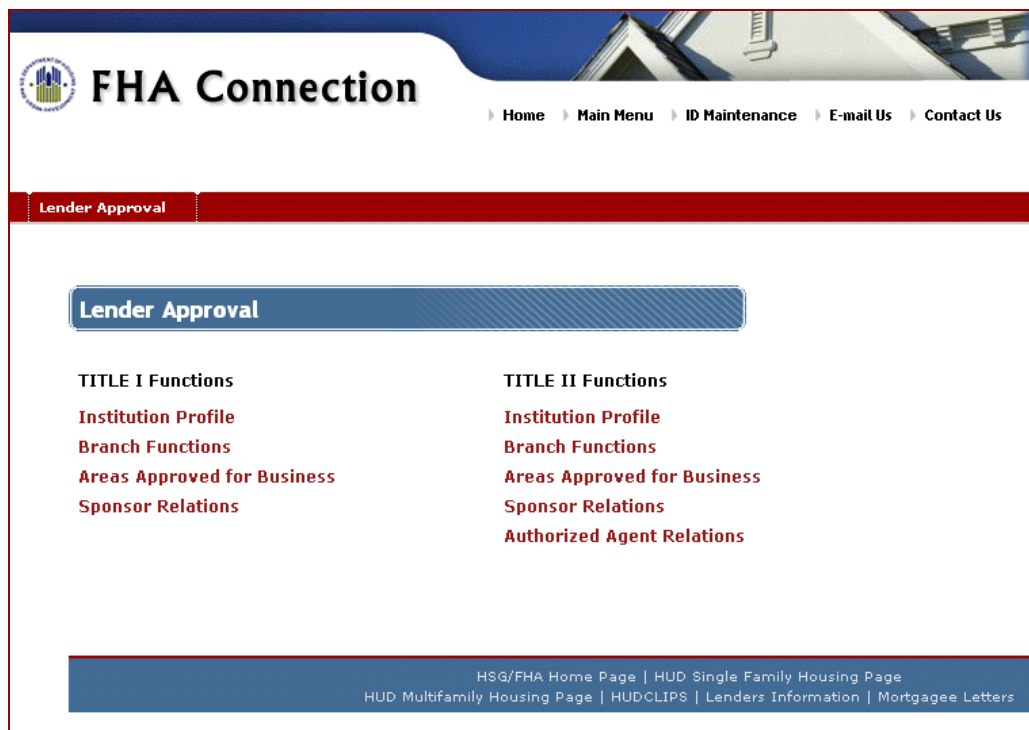 FHA Connection
Home Main Menu ID Maintenance E-mail Us Contact Us
Lender Approval
Lender Approval
TITLE I Functions
Institution Profile
Branch Functions
Areas Approved for Business
Sponsor Relations
TITLE II Functions
Institution Profile
Branch Functions
Areas Approved for Business
Sponsor Relations
Authorized Agent Relations
HSG/FHA Home Page | HUD Single Family Housing Page
HUD Multifamily Housing Page | HUDCLIPS | Lenders Information | Mortgagee Letters